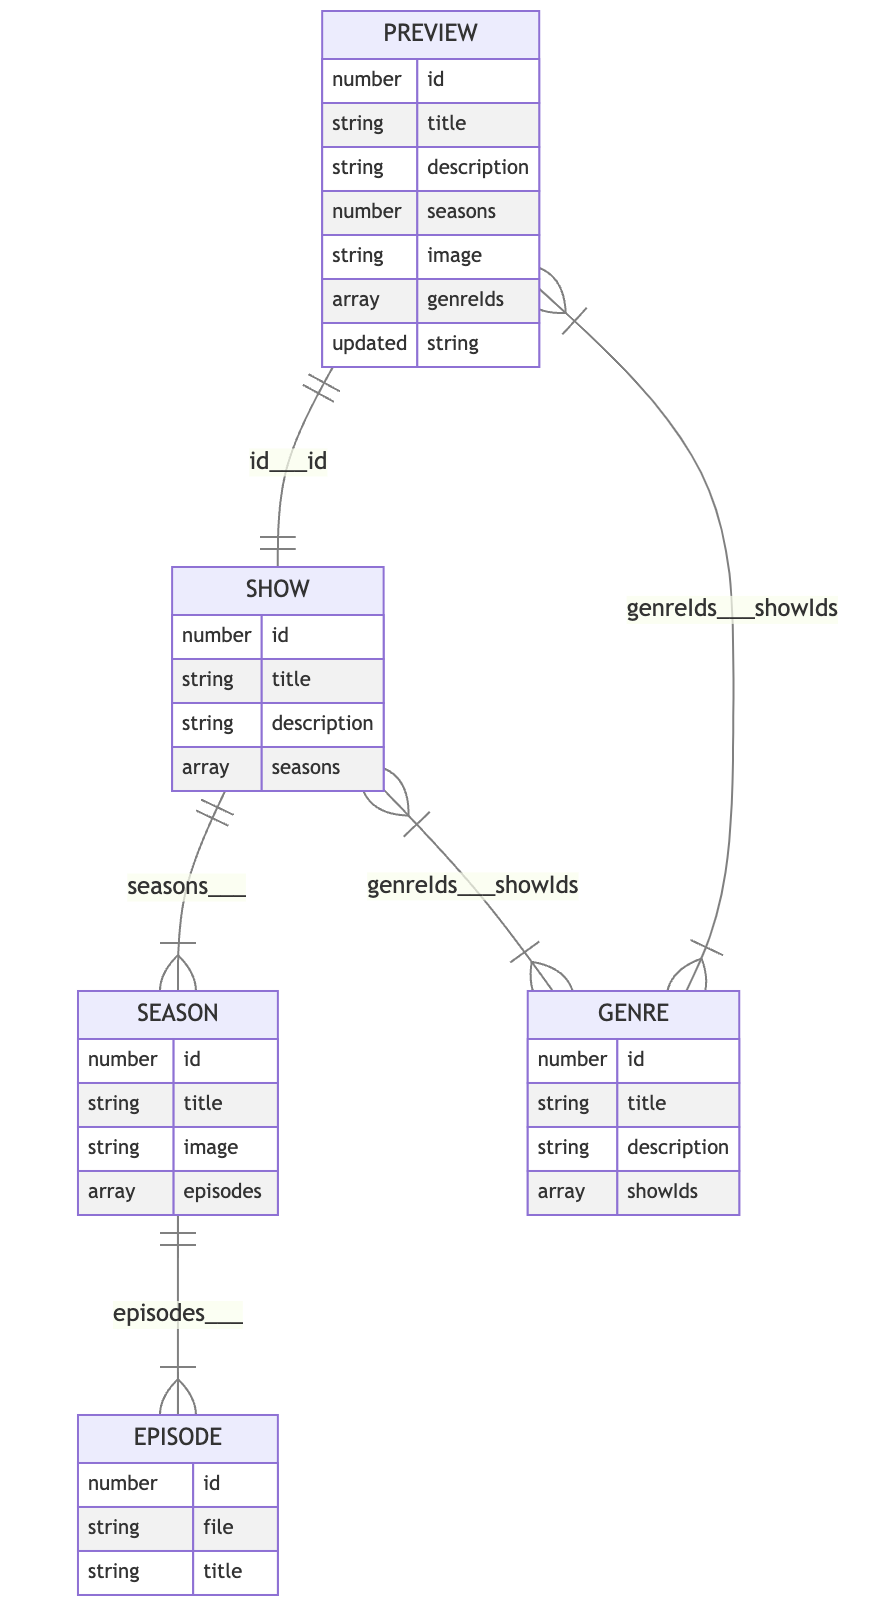 PREVIEW
number id
string title
string description
number seasons
string image
array genreIds
updated string
id___id
genreIds___showIds
SHOW
number id
string title
string description
array seasons
seasons___
genreIds___showIds
SEASON
number id
string title
string image
array episodes
GENRE
number id
string title
string description
array showIds
episodes___
EPISODE
number id
string file
string title